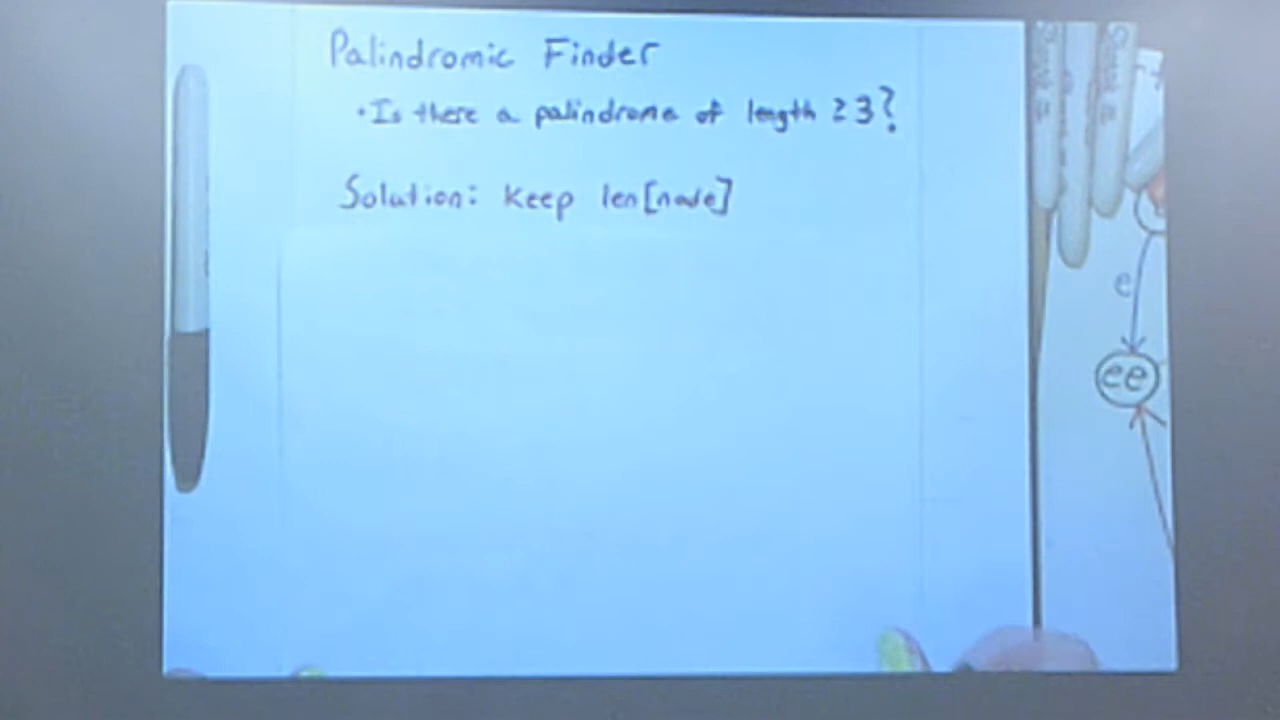 Palindromic Finder
• Is there a palindrome of length ≥ 3?
Solution: Keep len[node]
e
ee